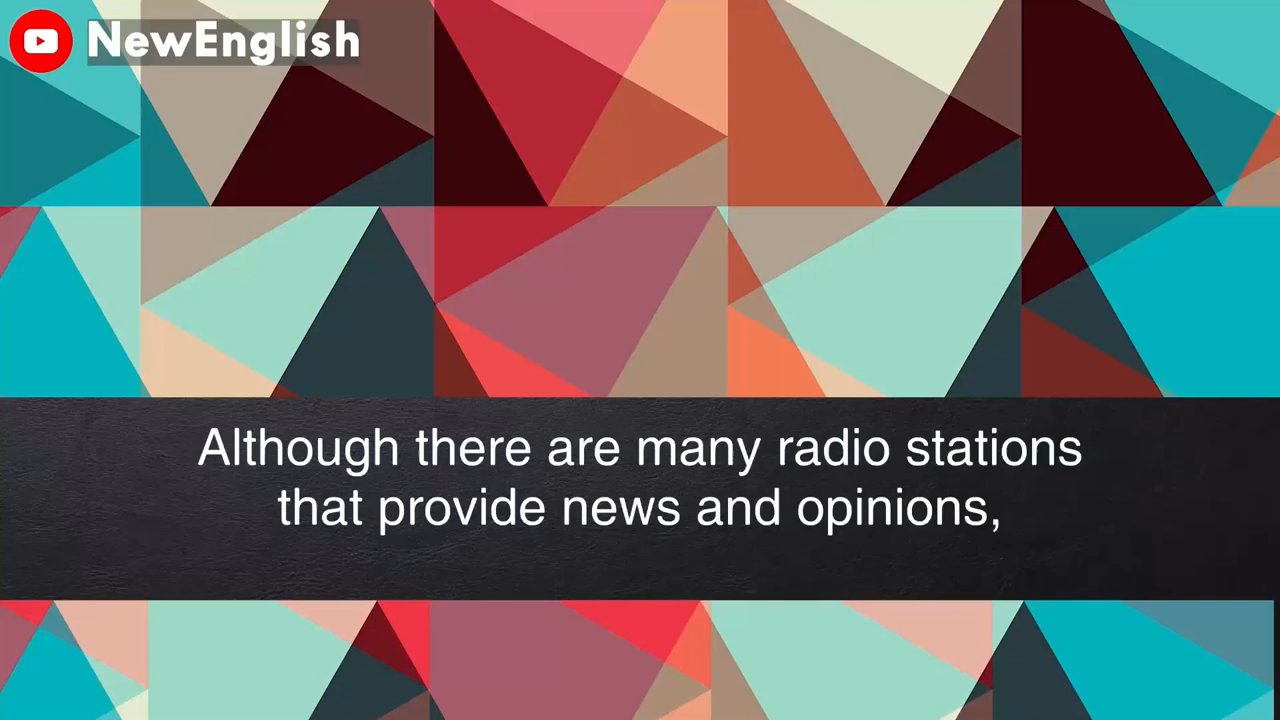 NewEnglish
Although there are many radio stations
that provide news and opinions,